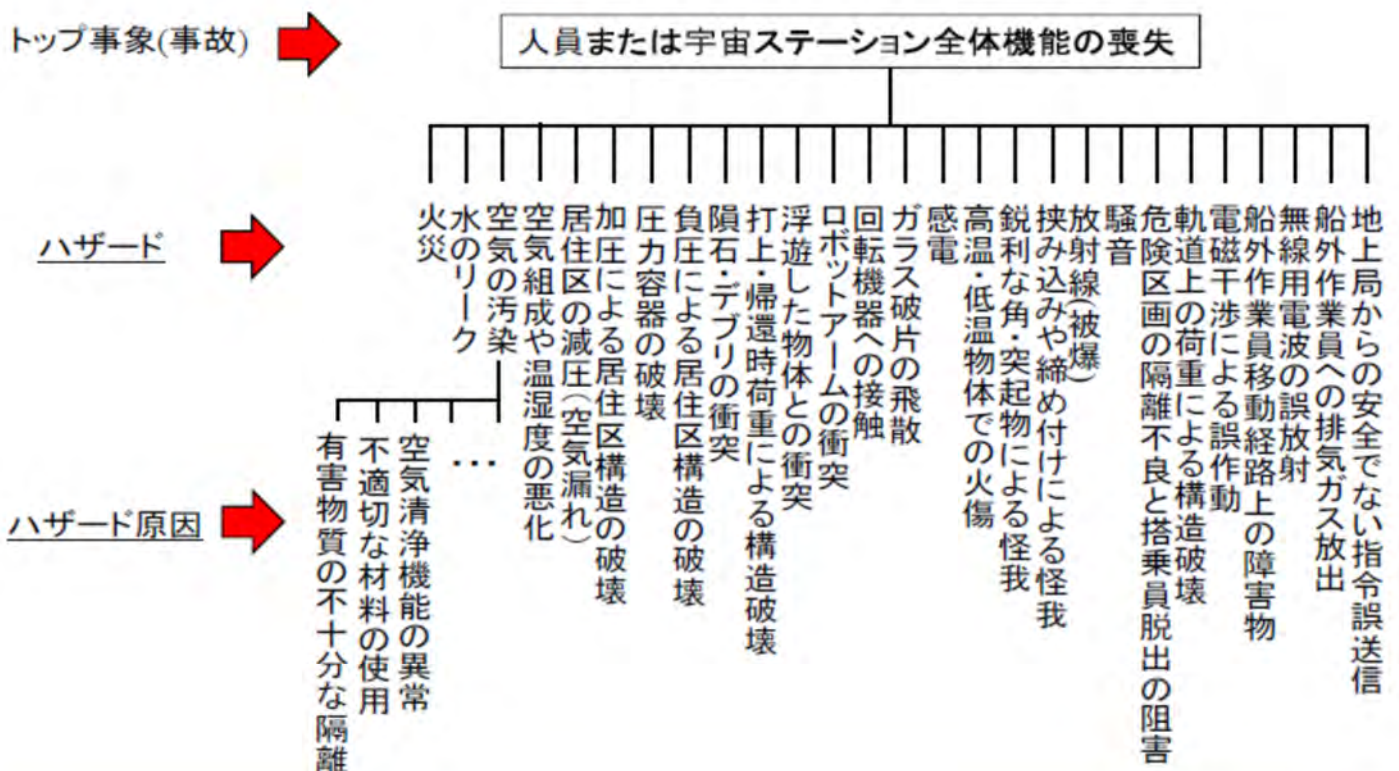 トップ事象(事故)
人員または宇宙ステーション全体機能の喪失
ハザード
火災
水のリーク
空気の汚染
空気組成や温湿度の悪化
居住区の減圧(空気漏れ)
加圧による居住区構造の破壊
圧力容器の破壊
負圧による居住区構造の破壊
隕石・デブリの衝突
打上・帰還時荷重による構造破壊
浮遊した物体との衝突
ロボットアームの衝突
回転機器への接触
ガラス破片の飛散
感電
高温・低温物体での火傷
鋭利な角・突起物による怪我
挟み込みや締め付けによる怪我
放射線(被爆)
騒音
危険区画の隔離不良と搭乗員脱出の阻害
軌道上の荷重による構造破壊
電磁干渉による誤作動
船外作業員移動経路上の障害物
無線用電波の誤放射
船外作業員への排気ガス放出
地上局からの安全でない指令誤送信
ハザード原因
有害物質の不十分な隔離
不適切な材料の使用
空気清浄機能の異常
・・・